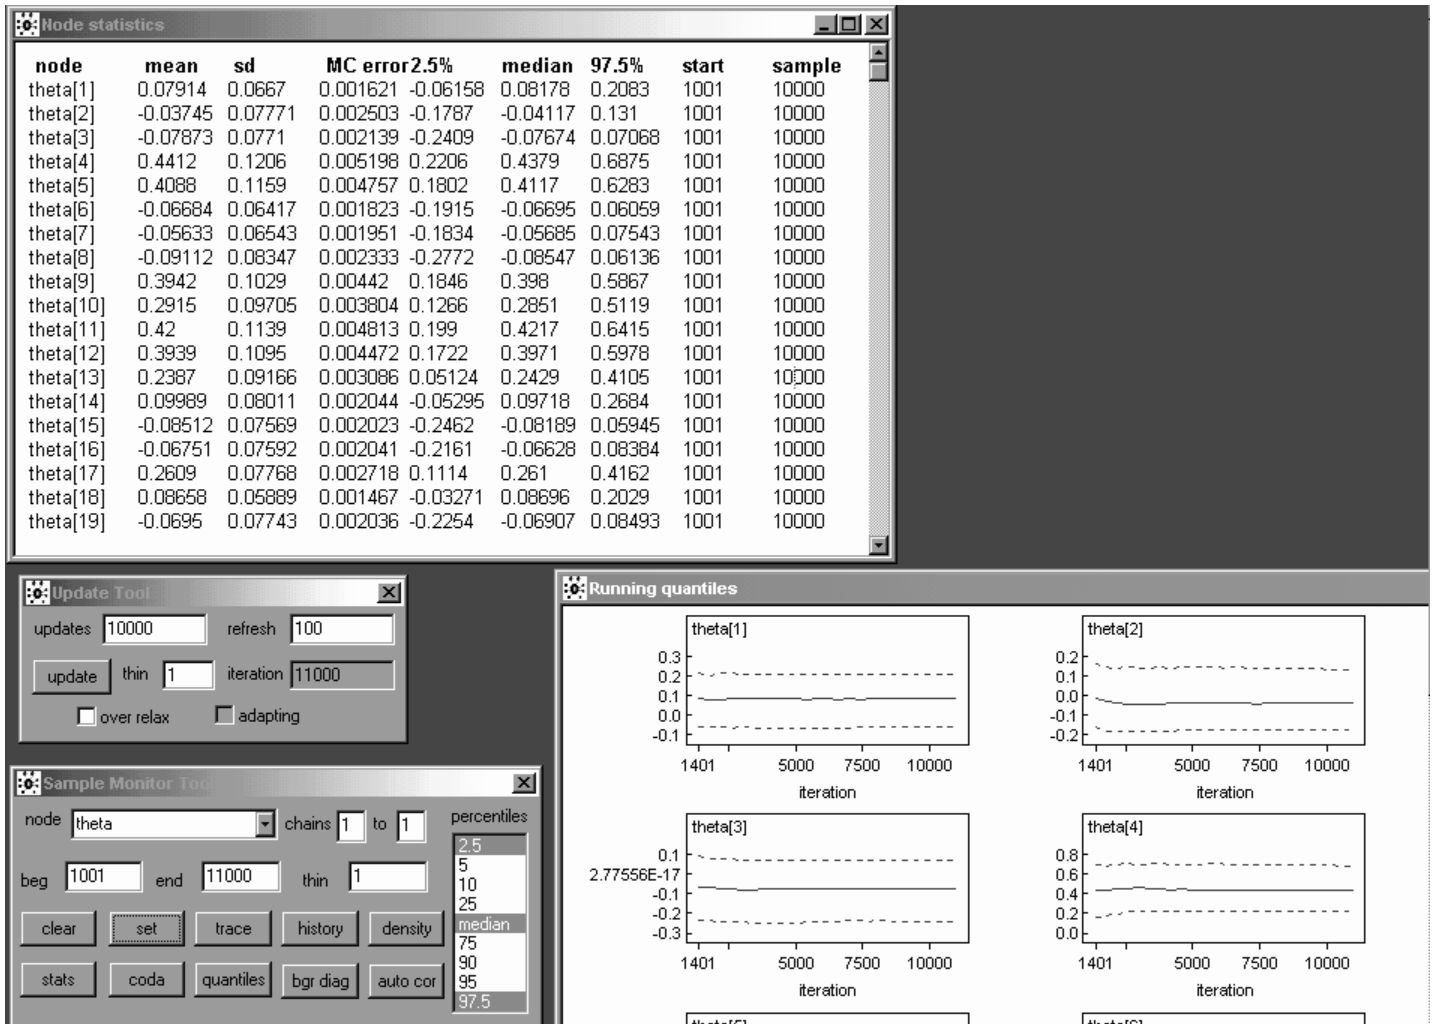 Node statistics
node mean sd MC error 2.5% median 97.5% start sample
theta[1] 0.07914 0.0667 0.001621 -0.06158 0.08178 0.2083 1001 10000
theta[2] -0.03745 0.07771 0.002503 -0.1787 -0.04117 0.131 1001 10000
theta[3] -0.07873 0.0771 0.002139 -0.2409 -0.07674 0.07068 1001 10000
theta[4] 0.4412 0.1206 0.005198 0.2206 0.4379 0.6875 1001 10000
theta[5] 0.4088 0.1159 0.004757 0.1802 0.4117 0.6283 1001 10000
theta[6] -0.06684 0.06417 0.001823 -0.1915 -0.06695 0.06059 1001 10000
theta[7] -0.05633 0.06543 0.001951 -0.1834 -0.05685 0.07543 1001 10000
theta[8] -0.09112 0.08347 0.002333 -0.2772 -0.08547 0.06136 1001 10000
theta[9] 0.3942 0.1029 0.00442 0.1846 0.398 0.5867 1001 10000
theta[10] 0.2915 0.09705 0.003804 0.1266 0.2851 0.5119 1001 10000
theta[11] 0.42 0.1139 0.004813 0.199 0.4217 0.6415 1001 10000
theta[12] 0.3939 0.1095 0.004472 0.1722 0.3971 0.5978 1001 10000
theta[13] 0.2387 0.09166 0.003086 0.05124 0.2429 0.4105 1001 10000
theta[14] 0.09989 0.08011 0.002044 -0.05295 0.09718 0.2684 1001 10000
theta[15] -0.08512 0.07569 0.002023 -0.2462 -0.08189 0.05945 1001 10000
theta[16] -0.06751 0.07592 0.002041 -0.2161 -0.06628 0.08384 1001 10000
theta[17] 0.2609 0.07768 0.002718 0.1114 0.261 0.4162 1001 10000
theta[18] 0.08658 0.05889 0.001467 -0.03271 0.08696 0.2029 1001 10000
theta[19] -0.0695 0.07743 0.002036 -0.2254 -0.06907 0.08493 1001 10000
Update Tool
updates 10000 refresh 100
update thin 1 iteration 11000
over relax adapting
Sample Monitor Tool
node theta chains 1 to 1 percentiles
beg 1001 end 11000 thin 1
2.5
5
10
25
median
75
90
95
97.5
clear set trace history density
stats coda quantiles bgr diag auto cor
Running quantiles
theta[1]
0.3
0.2
0.1
0.0
-0.1
1401 5000 7500 10000
iteration
theta[2]
0.2
0.1
0.0
-0.1
-0.2
1401 5000 7500 10000
iteration
theta[3]
0.1
2.77556E-17
-0.1
-0.2
-0.3
1401 5000 7500 10000
iteration
theta[4]
0.8
0.6
0.4
0.2
0.0
1401 5000 7500 10000
iteration